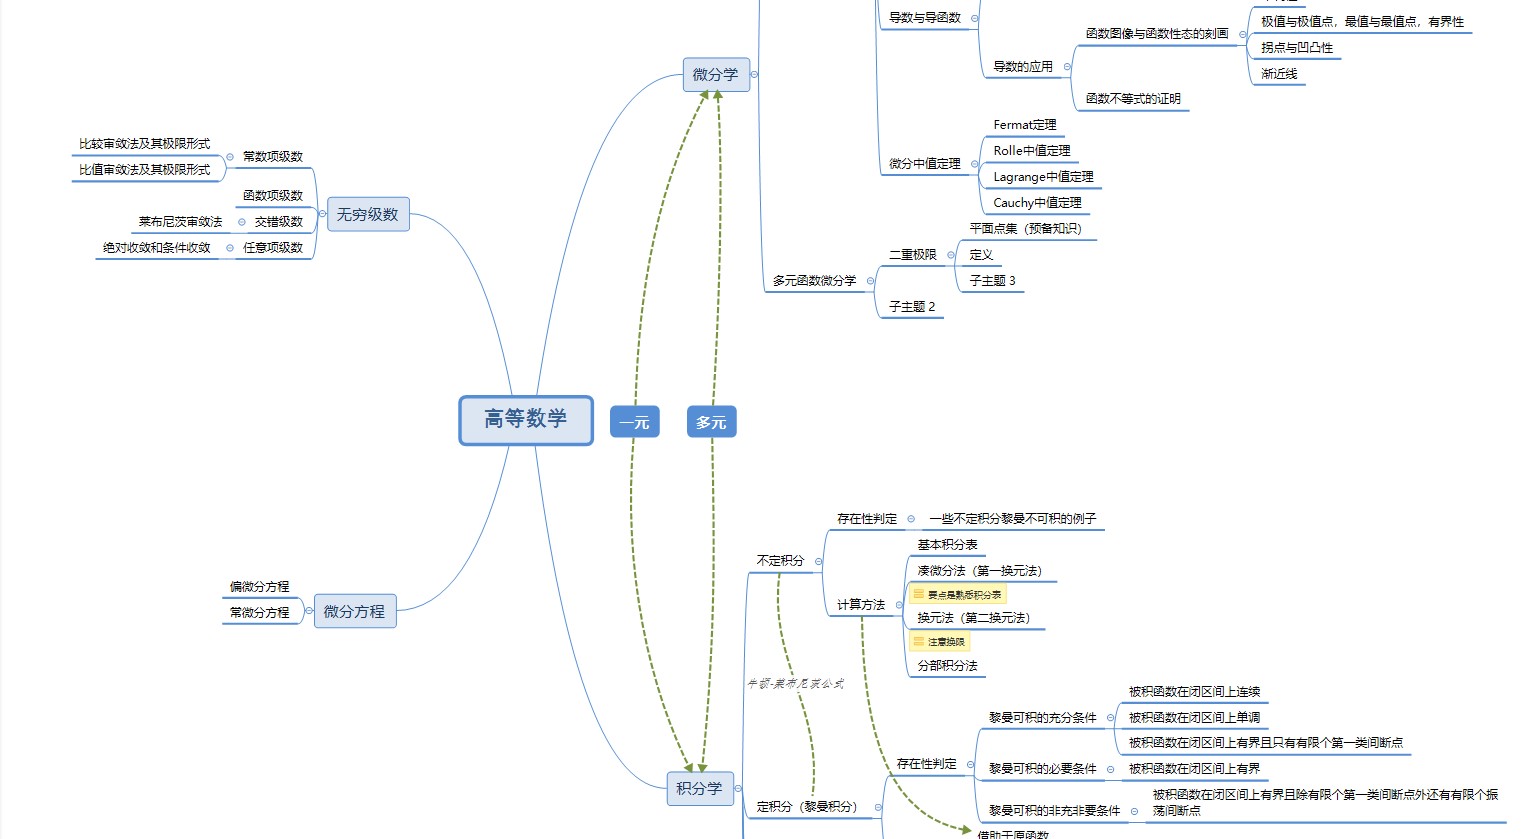 导数与导函数
极值与极值点，最值与最值点，有界性
函数图像与函数性态的刻画
拐点与凹凸性
导数的应用
渐近线
函数不等式的证明
微分学
Fermat定理
Rolle中值定理
微分中值定理
Lagrange中值定理
Cauchy中值定理
平面点集（预备知识）
二重极限
定义
多元函数微分学
子主题 3
子主题 2
比较审敛法及其极限形式
常数项级数
比值审敛法及其极限形式
函数项级数
无穷级数
莱布尼茨审敛法
交错级数
绝对收敛和条件收敛
任意项级数
高等数学
一元
多元
偏微分方程
微分方程
常微分方程
存在性判定
一些不定积分黎曼不可积的例子
不定积分
基本积分表
凑微分法（第一换元法）
要点是熟悉积分表
计算方法
换元法（第二换元法）
注意换限
分部积分法
牛顿-莱布尼茨公式
被积函数在闭区间上连续
黎曼可积的充分条件
被积函数在闭区间上单调
被积函数在闭区间上有界且只有有限个第一类间断点
存在性判定
黎曼可积的必要条件
被积函数在闭区间上有界
积分学
定积分（黎曼积分）
黎曼可积的非充非要条件
被积函数在闭区间上有界且除有限个第一类间断点外还有有限个振
荡间断点
借助于原函数